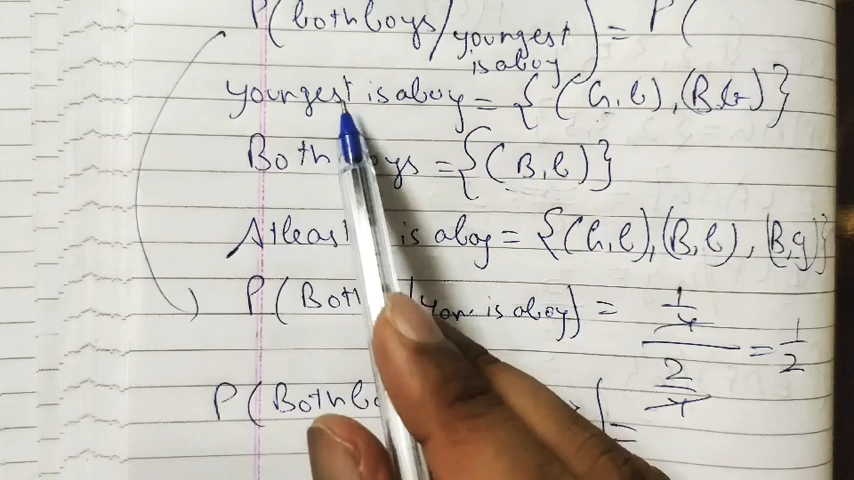 P(both boys/youngest is a boy) = P(
youngest is a boy = { (G, b), (B, b) }
Both boys = { (B, b) }
Atleast is a boy = { (G, b), (B, b), (B, g) }
P(Both is a boy) = 1/4 / 2/4 = 1/2
P(Both =